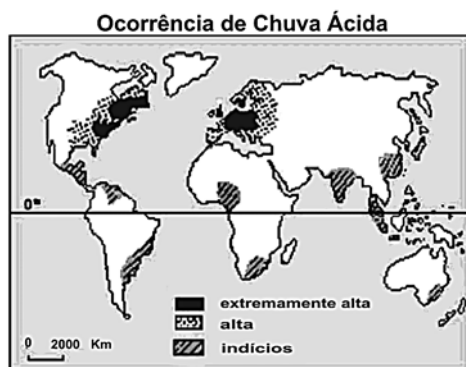 Ocorrência de Chuva Ácida
0°
extremamente alta
alta
indícios
0 2000 Km